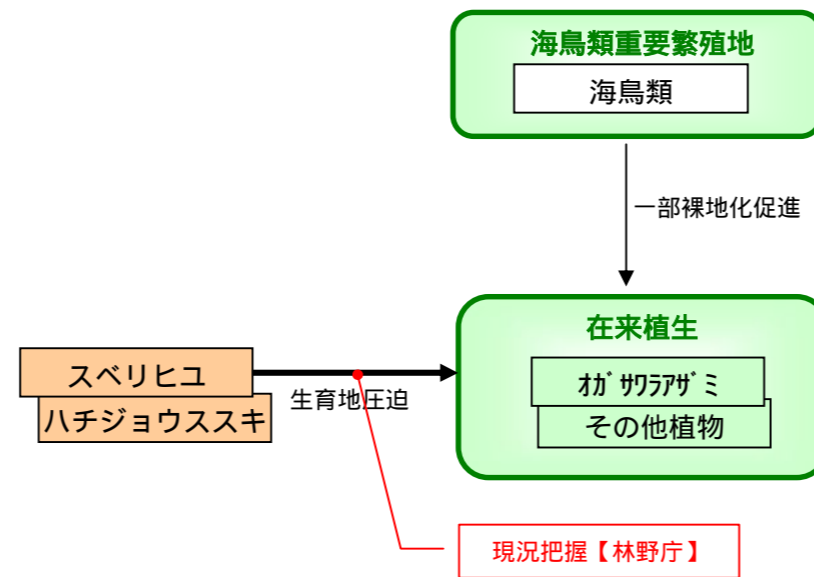 海鳥類重要繁殖地
海鳥類
一部裸地化促進
在来植生
スベリヒユ
ハチジョウススキ
生育地圧迫
ｵｶﾞｻﾜﾗｱｻﾞﾐ
その他植物
現況把握【林野庁】